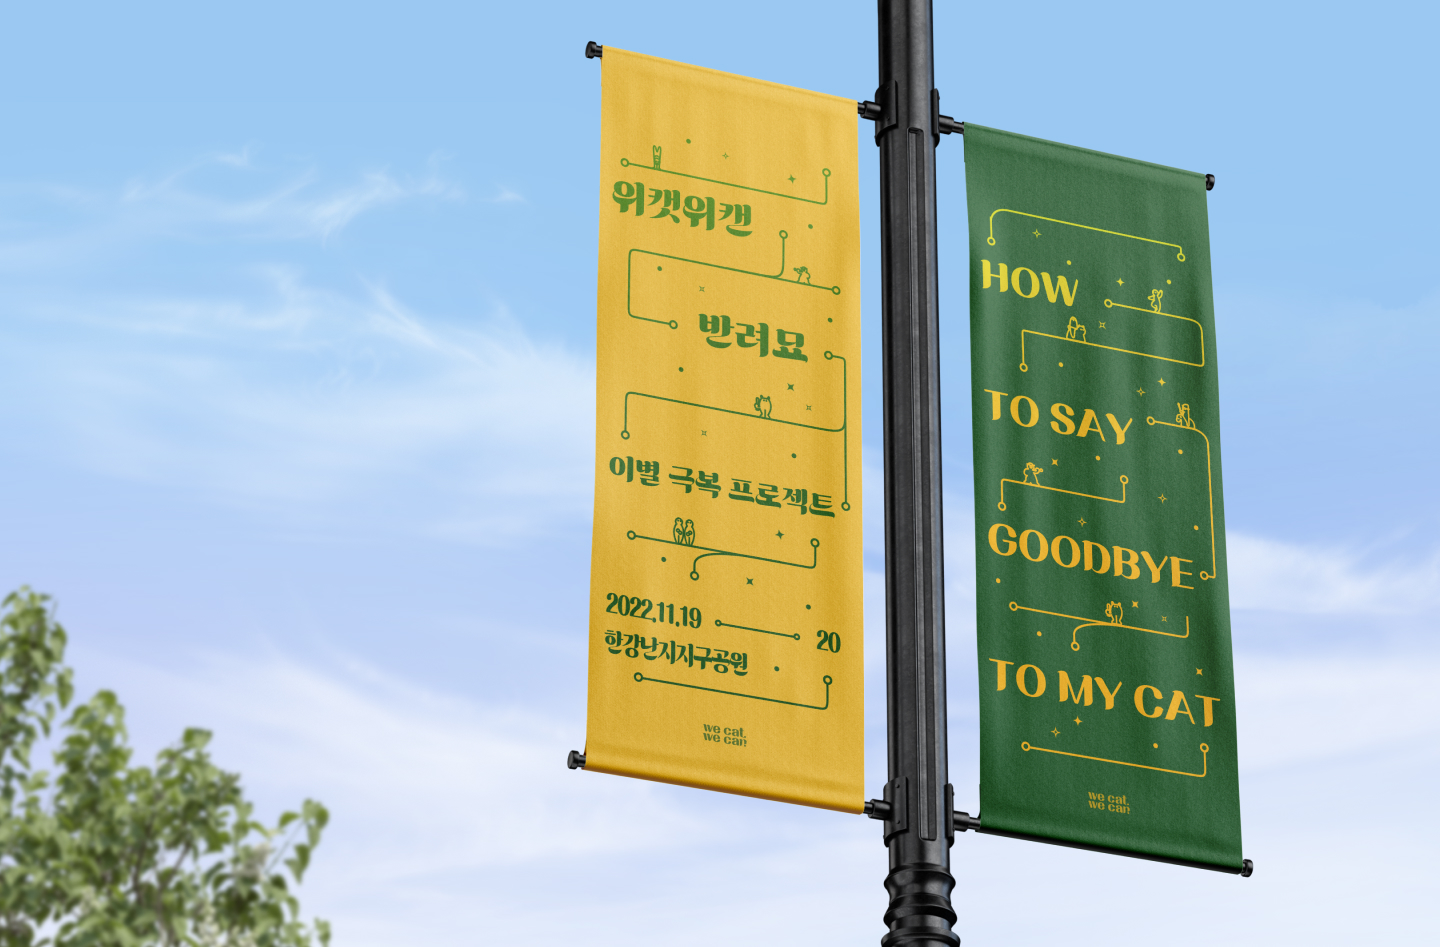 위캣위캔
반려묘
이별 극복 프로젝트
2022.11.19 20
한강난지지구공원
we cat,
we can!
HOW
TO SAY
GOODBYE
TO MY CAT
we cat,
we can!